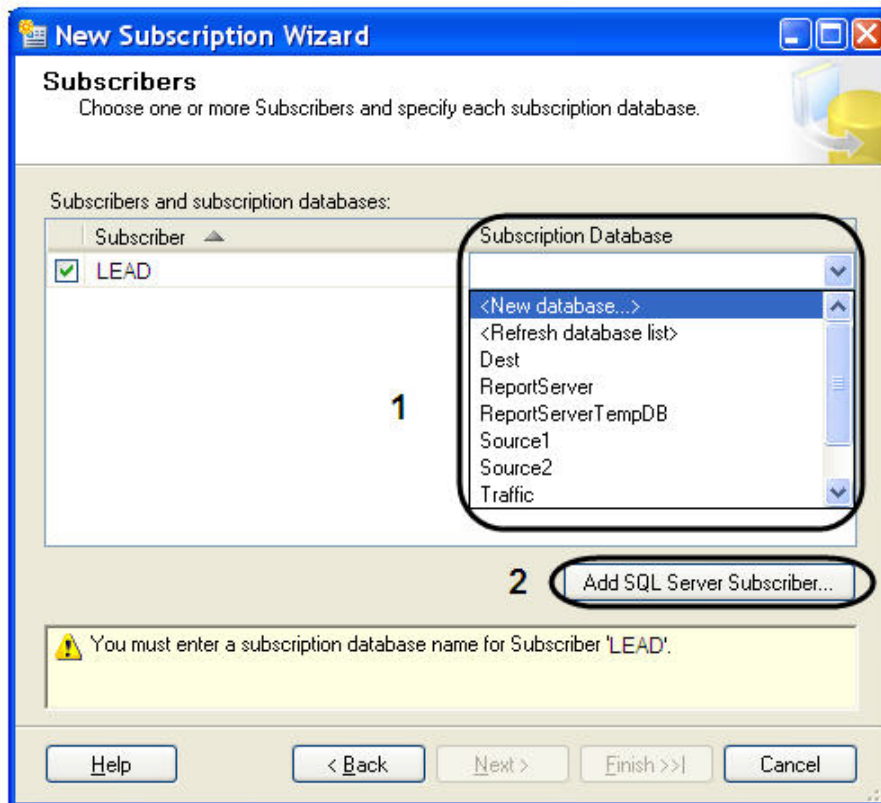 New Subscription Wizard
Subscribers
Choose one or more Subscribers and specify each subscription database.
Subscribers and subscription databases:
Subscriber Subscription Database
LEAD
<New database...>
<Refresh database list>
Dest
ReportServer
1
ReportServerTempDB
Source1
Source2
Traffic
2 Add SQL Server Subscriber...
You must enter a subscription database name for Subscriber 'LEAD'.
Help < Back Next > Finish >>| Cancel